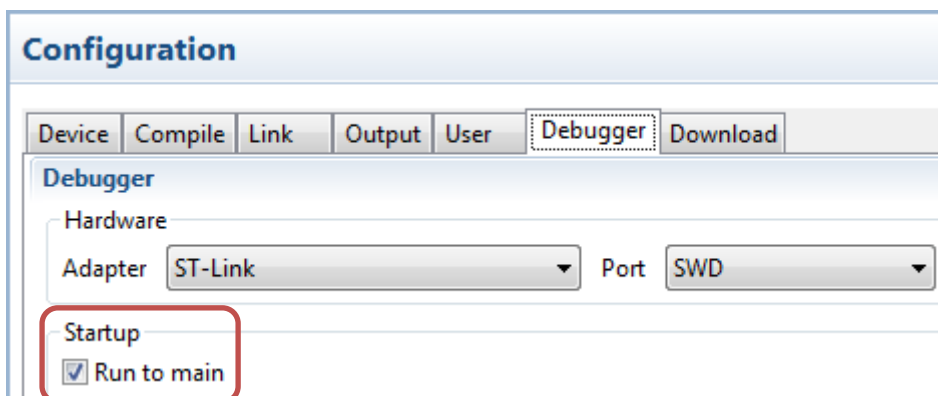 Configuration
Device Compile Link Output User Debugger Download
Debugger
Hardware
Adapter ST-Link Port SWD
Startup
Run to main